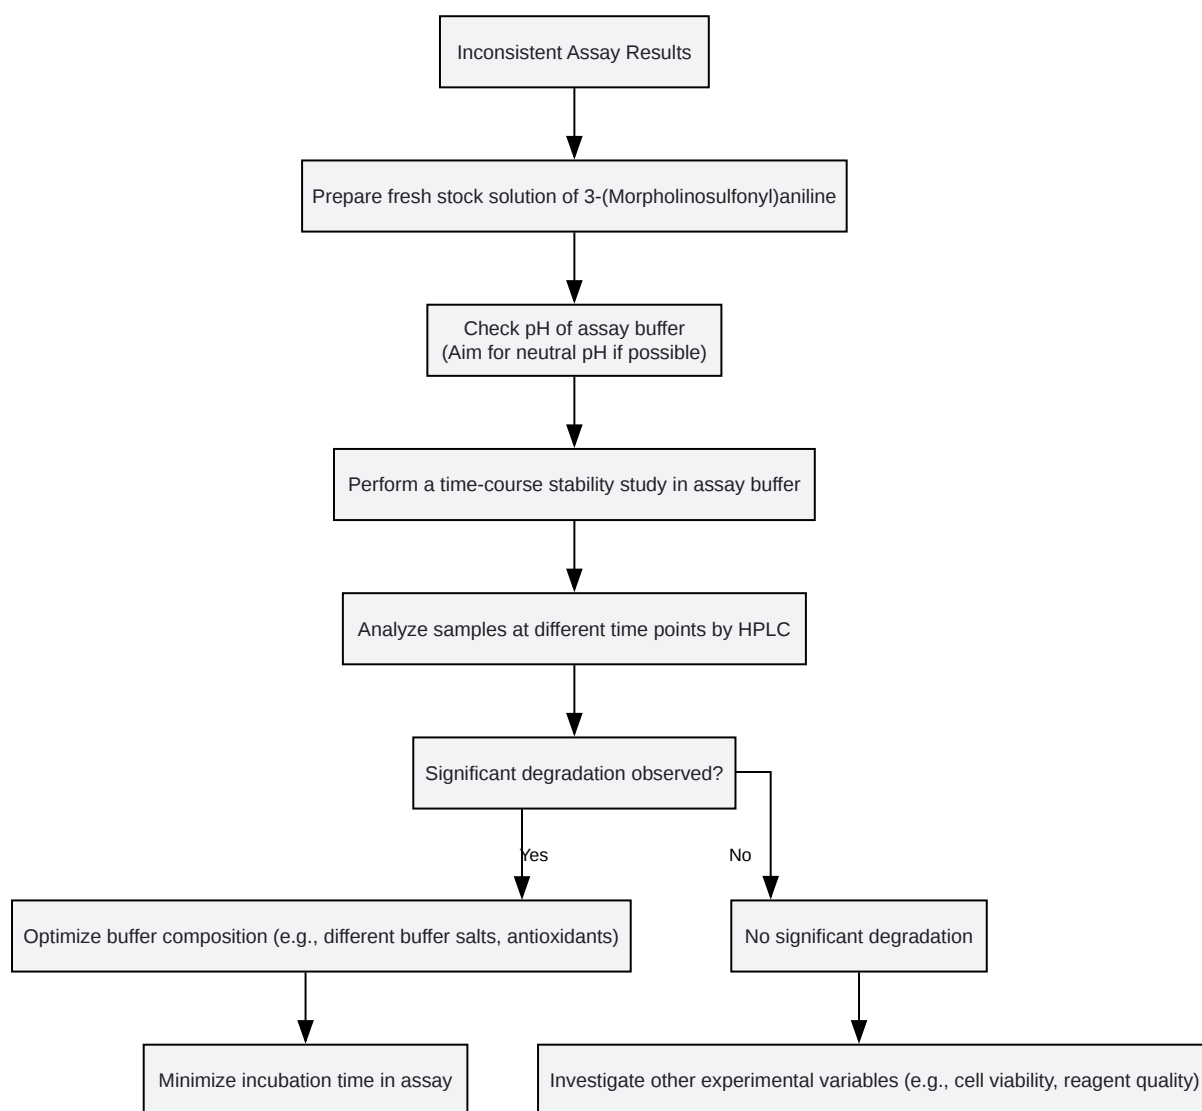 Inconsistent Assay Results
Prepare fresh stock solution of 3-(Morpholinosulfonyl)aniline
Check pH of assay buffer
(Aim for neutral pH if possible)
Perform a time-course stability study in assay buffer
Analyze samples at different time points by HPLC
Significant degradation observed?
Yes
No
Optimize buffer composition (e.g., different buffer salts, antioxidants)
No significant degradation
Minimize incubation time in assay
Investigate other experimental variables (e.g., cell viability, reagent quality)